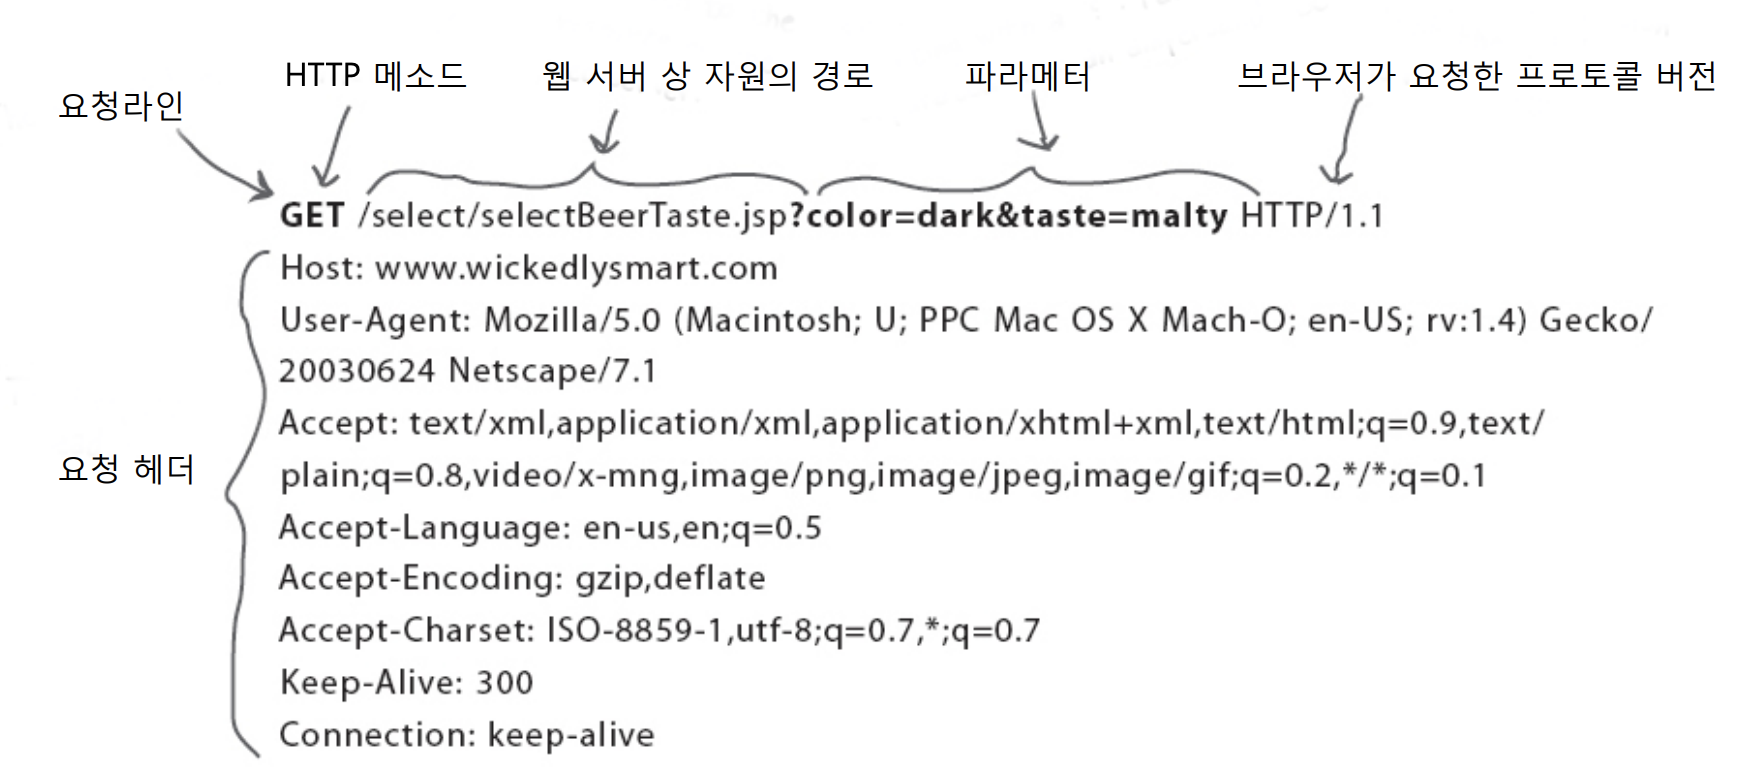 HTTP 메소드
웹 서버 상 자원의 경로
파라메터
브라우저가 요청한 프로토콜 버전
요청라인
GET /select/selectBeerTaste.jsp?color=dark&taste=malty HTTP/1.1
Host: www.wickedlysmart.com
User-Agent: Mozilla/5.0 (Macintosh; U; PPC Mac OS X Mach-O; en-US; rv:1.4) Gecko/
20030624 Netscape/7.1
Accept: text/xml,application/xml,application/xhtml+xml,text/html;q=0.9,text/
plain;q=0.8,video/x-mng,image/png,image/jpeg,image/gif;q=0.2,*/*;q=0.1
요청 헤더
Accept-Language: en-us,en;q=0.5
Accept-Encoding: gzip,deflate
Accept-Charset: ISO-8859-1,utf-8;q=0.7,*;q=0.7
Keep-Alive: 300
Connection: keep-alive